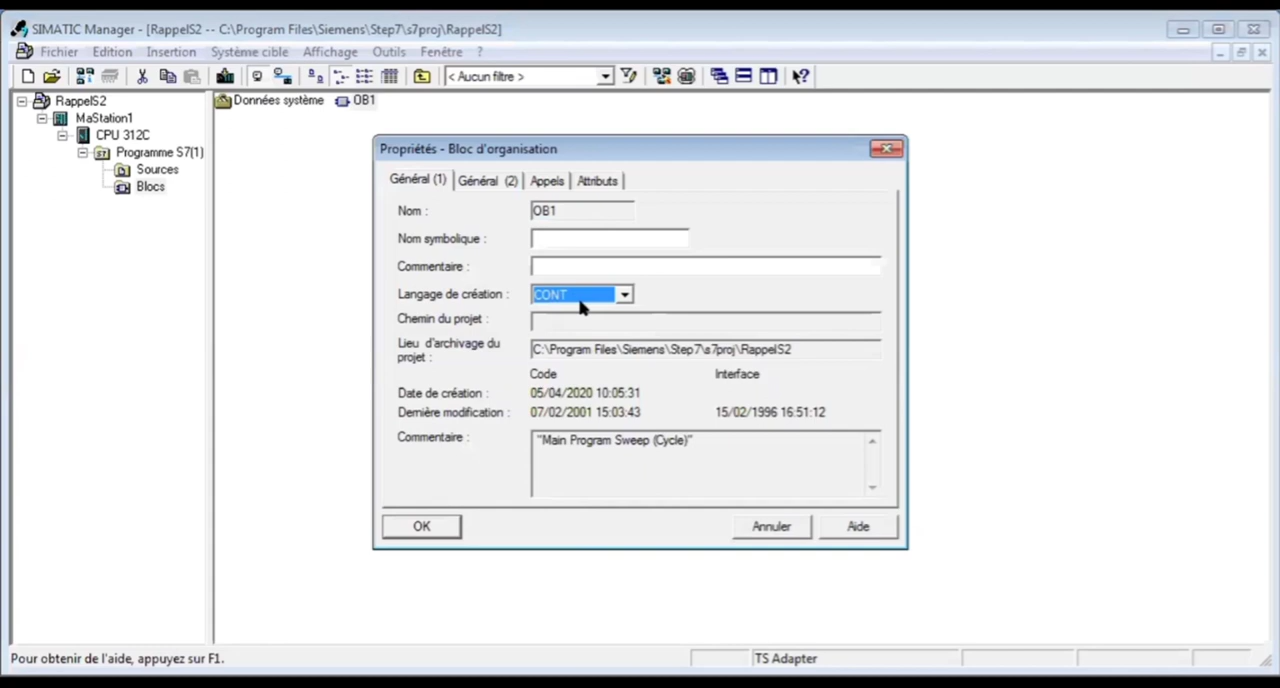 SIMATIC Manager - [RappelS2 -- C:\Program Files\Siemens\Step7\s7proj\RappelS2]
Fichier Edition Insertion Système cible Affichage Outils Fenêtre ?
< Aucun filtre >
RappelS2
MaStation1
CPU 312C
Programme S7(1)
Sources
Blocs
Données système OB1
Propriétés - Bloc d'organisation
Général (1) Général (2) Appels Attributs
Nom : OB1
Nom symbolique :
Commentaire :
Langage de création : CONT
Chemin du projet :
Lieu d'archivage du projet : C:\Program Files\Siemens\Step7\s7proj\RappelS2
Code Interface
Date de création : 05/04/2020 10:05:31
Dernière modification : 07/02/2001 15:03:43 15/02/1996 16:51:12
Commentaire : "Main Program Sweep (Cycle)"
OK Annuler Aide
Pour obtenir de l'aide, appuyez sur F1. TS Adapter